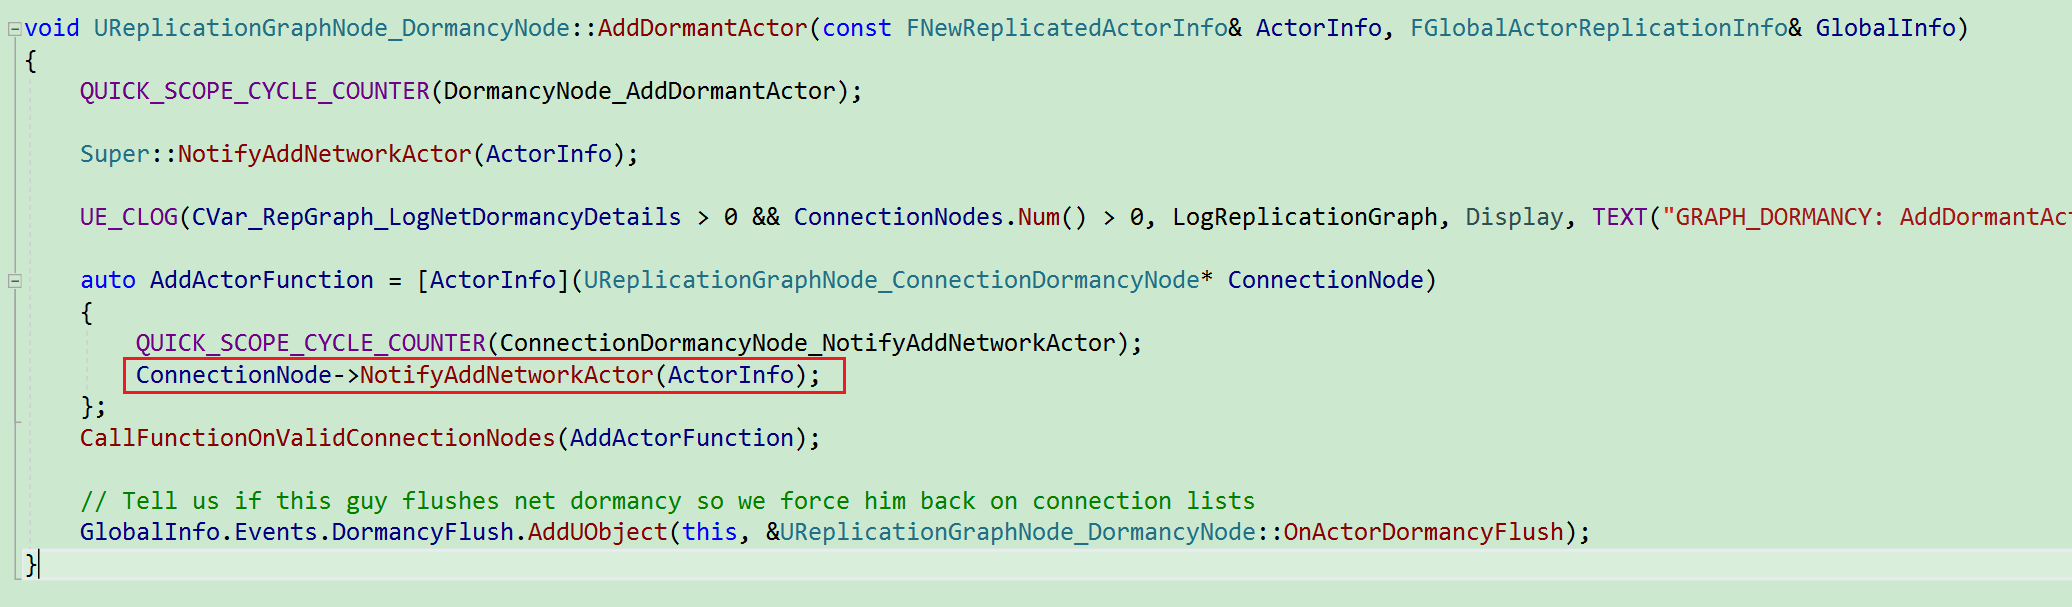 void UReplicationGraphNode_DormancyNode::AddDormantActor(const FNewReplicatedActorInfo& ActorInfo, FGlobalActorReplicationInfo& GlobalInfo)
{
QUICK_SCOPE_CYCLE_COUNTER(DormancyNode_AddDormantActor);
Super::NotifyAddNetworkActor(ActorInfo);
UE_CLOG(CVar_RepGraph_LogNetDormancyDetails > 0 && ConnectionNodes.Num() > 0, LogReplicationGraph, Display, TEXT("GRAPH_DORMANCY: AddDormantAct
auto AddActorFunction = [ActorInfo](UReplicationGraphNode_ConnectionDormancyNode* ConnectionNode)
{
QUICK_SCOPE_CYCLE_COUNTER(ConnectionDormancyNode_NotifyAddNetworkActor);
ConnectionNode->NotifyAddNetworkActor(ActorInfo);
};
CallFunctionOnValidConnectionNodes(AddActorFunction);
// Tell us if this guy flushes net dormancy so we force him back on connection lists
GlobalInfo.Events.DormancyFlush.AddUObject(this, &UReplicationGraphNode_DormancyNode::OnActorDormancyFlush);
}